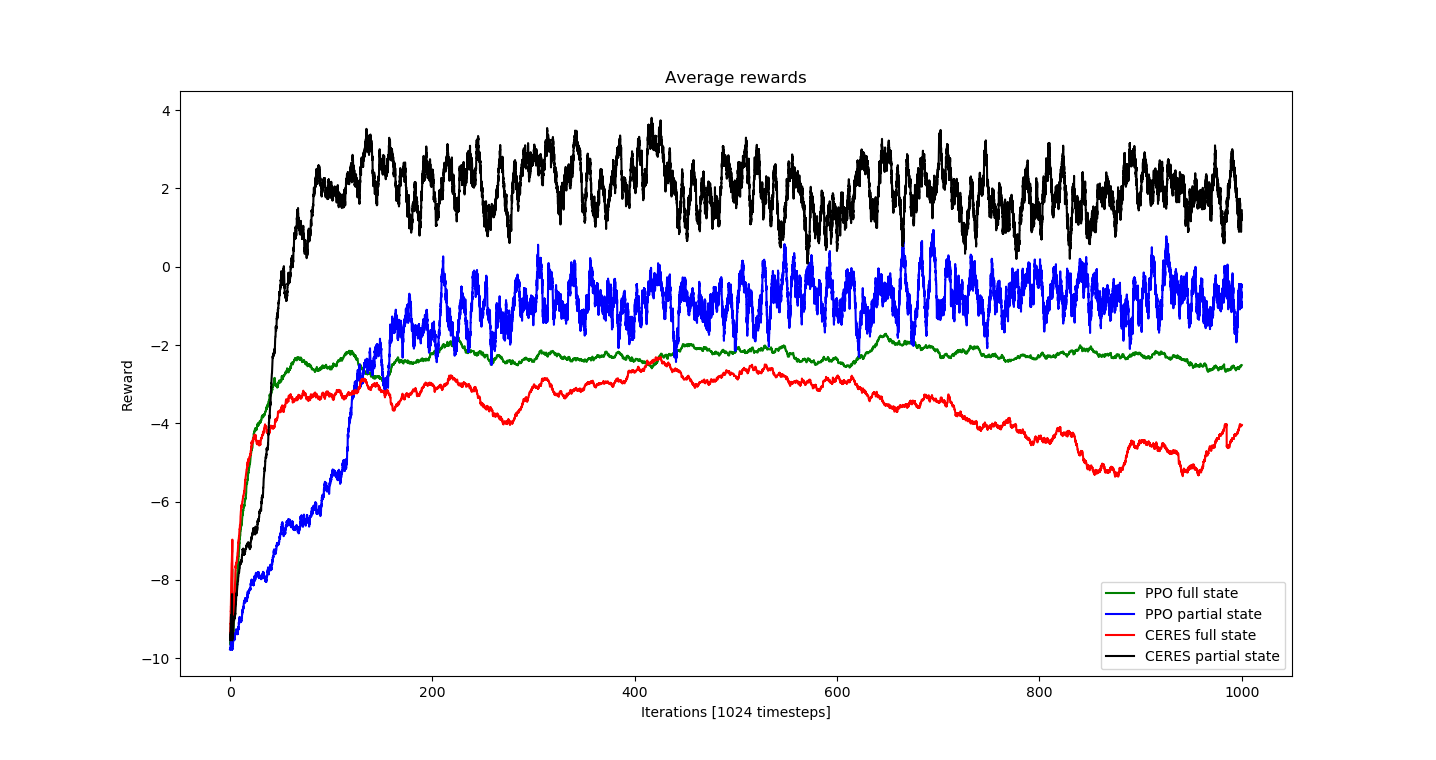 Average rewards
4
2
0
−2
−4
−6
−8
−10
Reward
0
200
400
600
800
1000
Iterations [1024 timesteps]
PPO full state
PPO partial state
CERES full state
CERES partial state